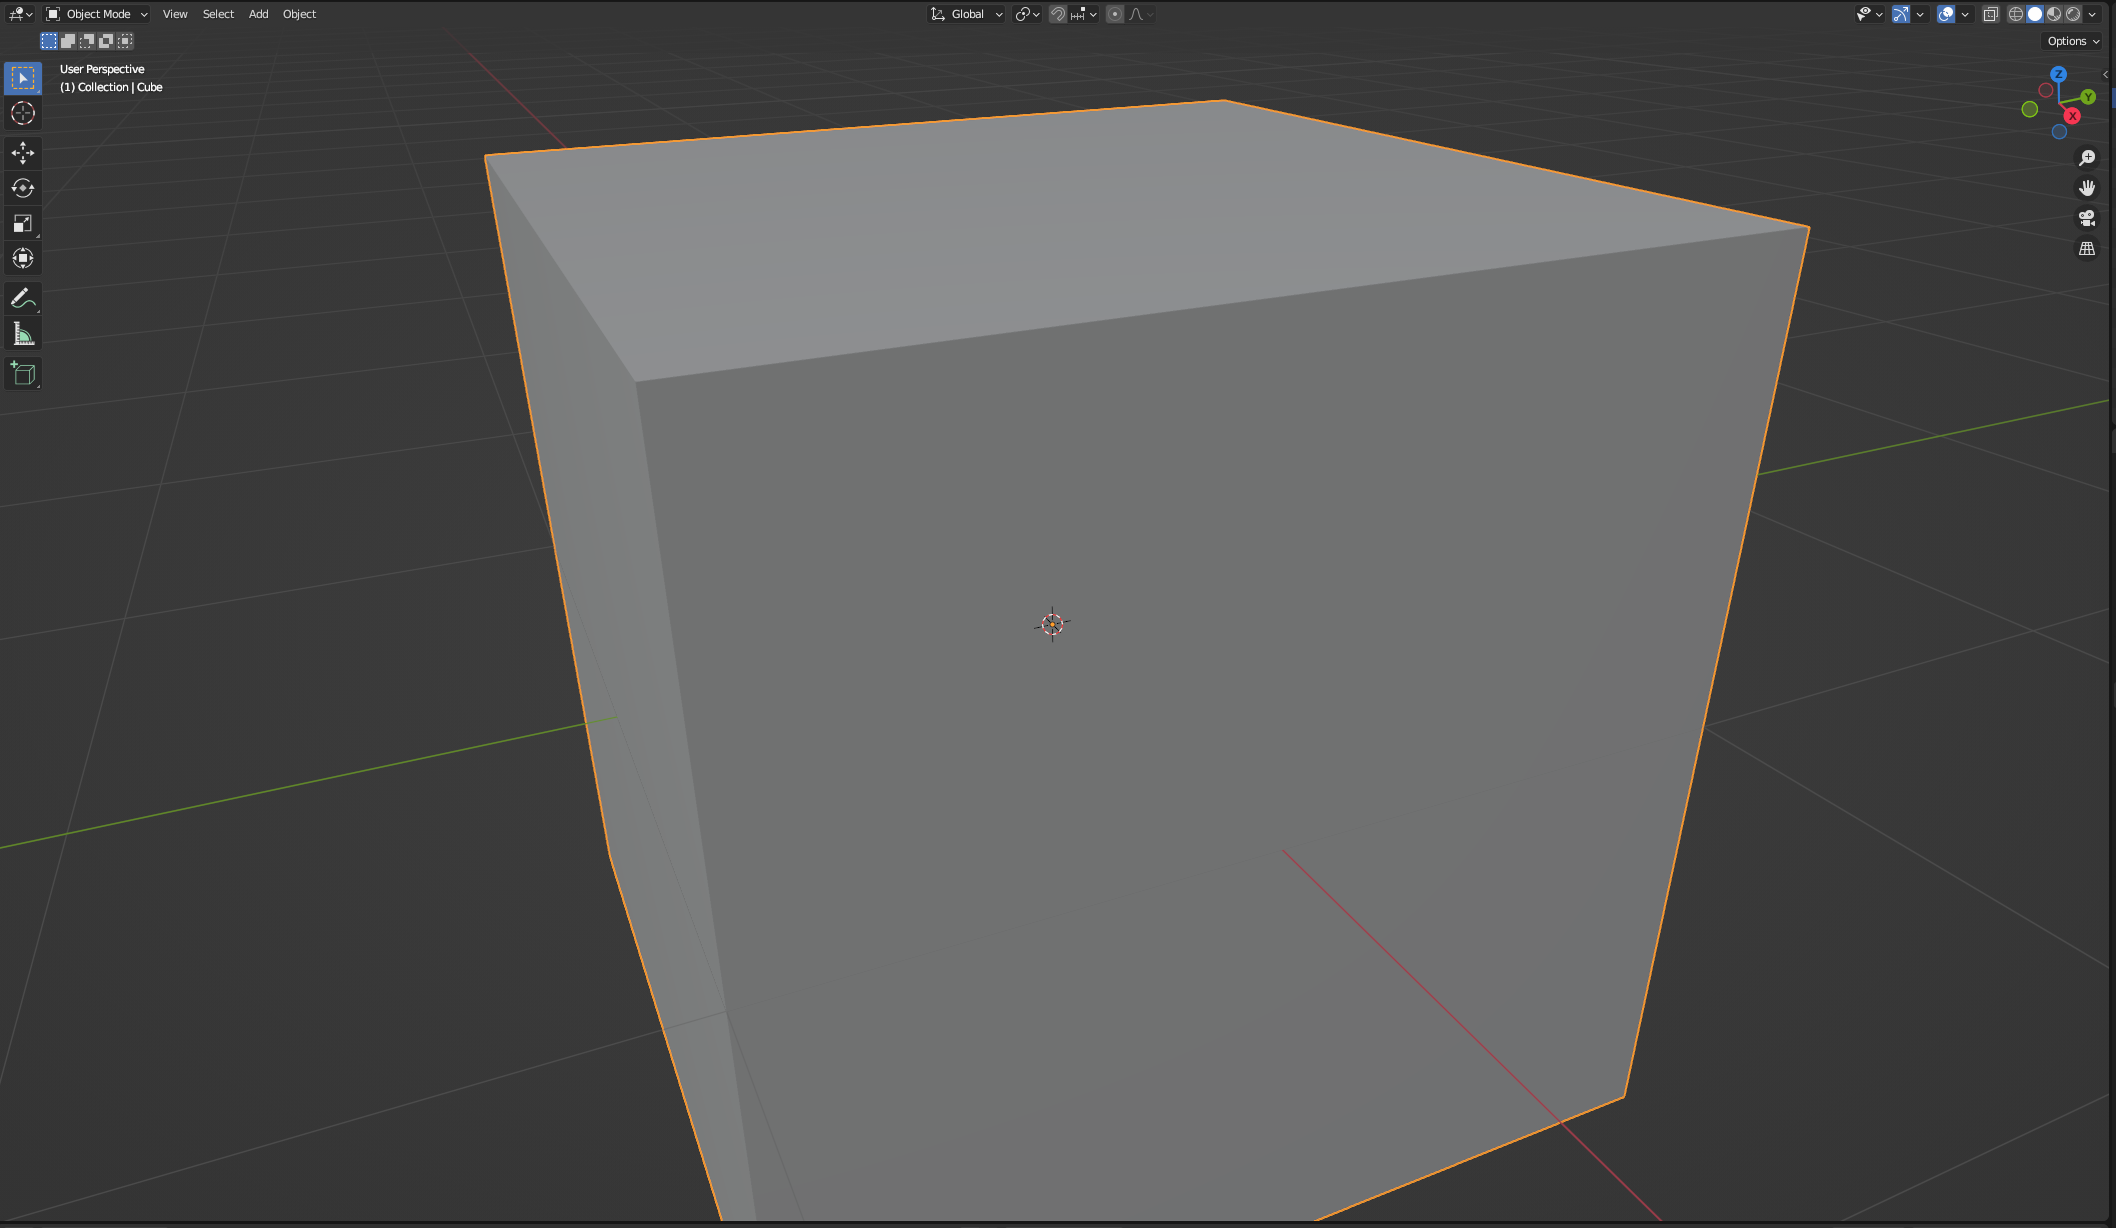 Object Mode View Select Add Object Global
Options
User Perspective
(1) Collection | Cube
Z
Y
X